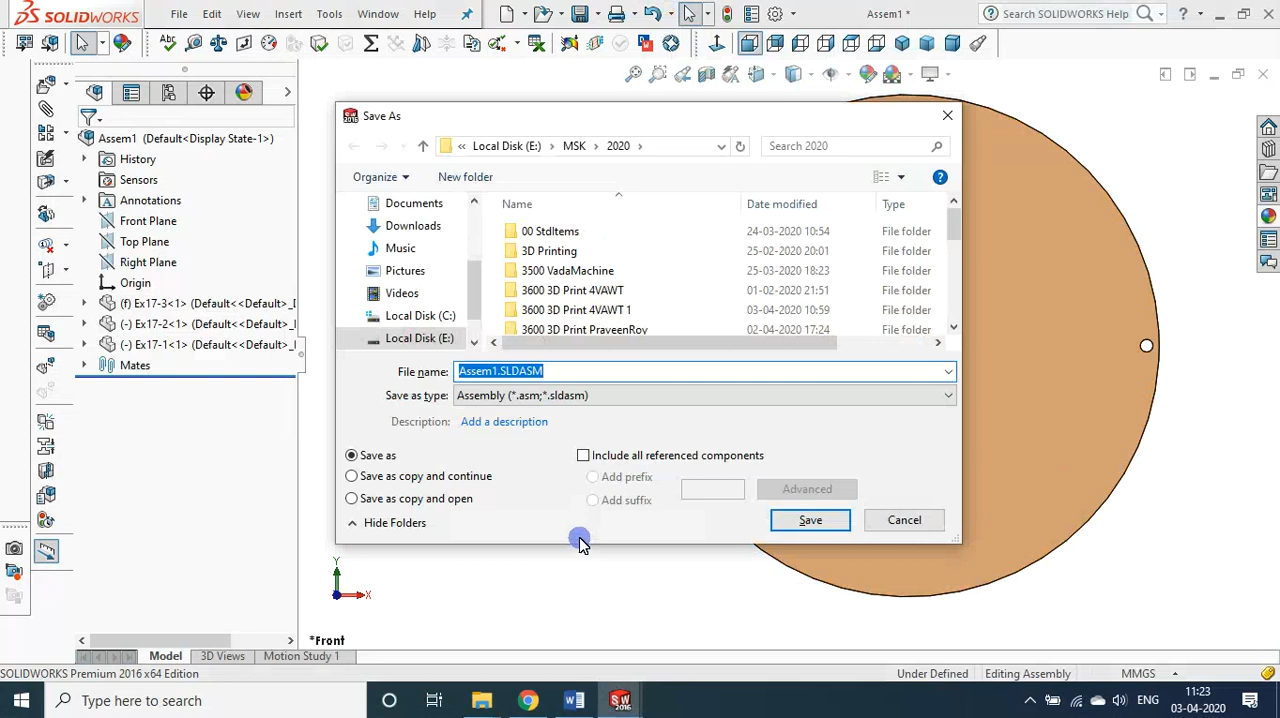 SOLIDWORKS File Edit View Insert Tools Simulation Window Help Assem1 * Search SOLIDWORKS Help
Assem1 (Default<Display State-1>)
History
Sensors
Annotations
Front Plane
Top Plane
Right Plane
Origin
(f) Ex17-3<1> (Default<<Default>_
(-) Ex17-2<1> (Default<<Default>_
(-) Ex17-1<1> (Default<<Default>_
Mates
Save As
« Local Disk (E:) > MSK > 2020 > Search 2020
Organize New folder
Documents
Downloads
Music
Pictures
Videos
Local Disk (C:)
Local Disk (E:)
Name Date modified Type
00 StdItems 24-03-2020 10:54 File folder
3D Printing 25-02-2020 20:01 File folder
3500 VadaMachine 25-03-2020 18:23 File folder
3600 3D Print 4VAWT 01-02-2020 21:51 File folder
3600 3D Print 4VAWT 1 03-04-2020 10:59 File folder
3600 3D Print PraveenRoy 02-04-2020 17:24 File folder
File name: Assem1.SLDASM
Save as type: Assembly (*.asm;*.sldasm)
Description: Add a description
Save as
Save as copy and continue
Save as copy and open
Include all referenced components
Add prefix
Add suffix
Advanced
Hide Folders
Save Cancel
Y
X
*Front
Model 3D Views Motion Study 1
SOLIDWORKS Premium 2016 x64 Edition Under Defined Editing Assembly MMGS
Type here to search
SW
2016
ENG
11:23
03-04-2020